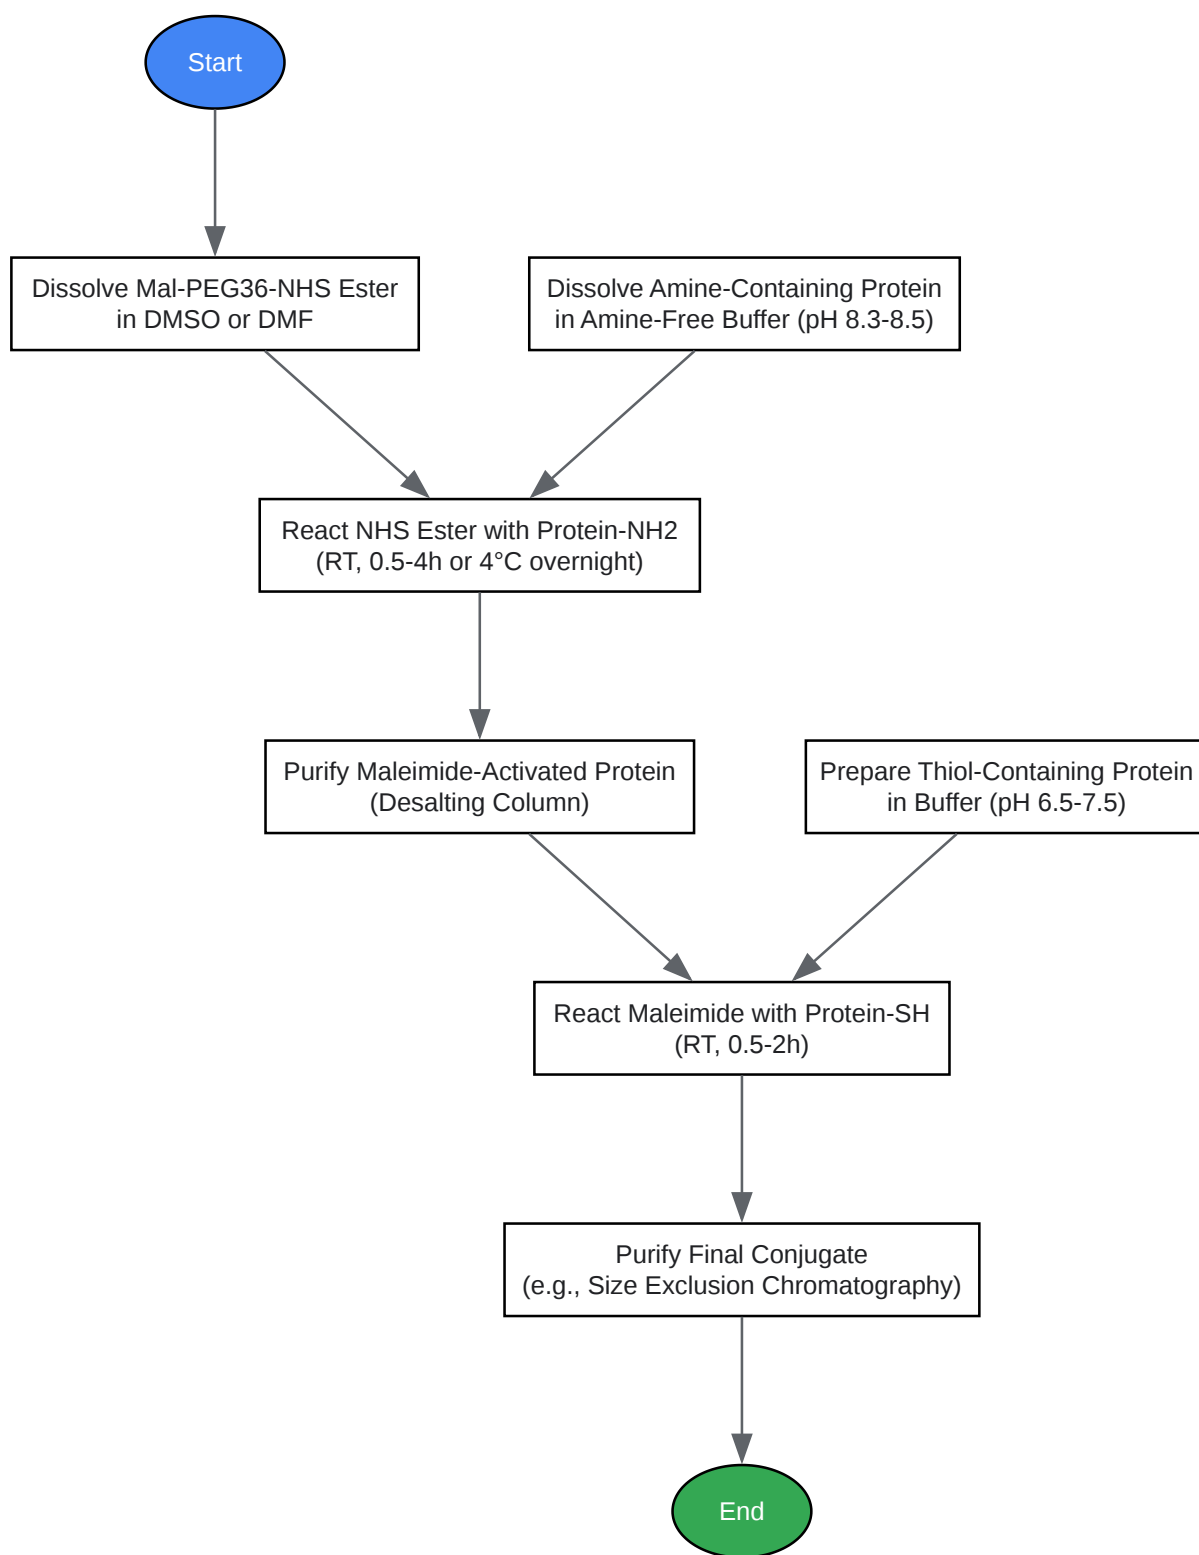 Start
Dissolve Mal-PEG36-NHS Ester
in DMSO or DMF
Dissolve Amine-Containing Protein
in Amine-Free Buffer (pH 8.3-8.5)
React NHS Ester with Protein-NH2
(RT, 0.5-4h or 4°C overnight)
Purify Maleimide-Activated Protein
(Desalting Column)
Prepare Thiol-Containing Protein
in Buffer (pH 6.5-7.5)
React Maleimide with Protein-SH
(RT, 0.5-2h)
Purify Final Conjugate
(e.g., Size Exclusion Chromatography)
End